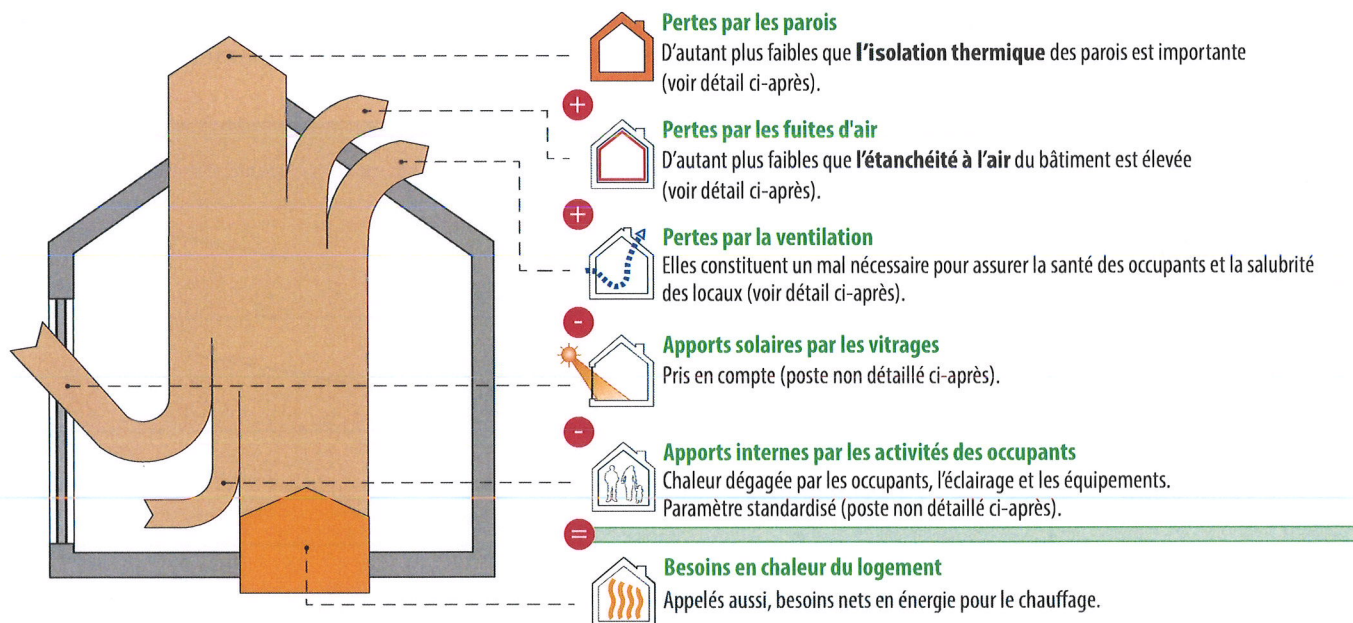 Pertes par les parois
D'autant plus faibles que l'isolation thermique des parois est importante
(voir détail ci-après).
+
Pertes par les fuites d'air
D'autant plus faibles que l'étanchéité à l'air du bâtiment est élevée
(voir détail ci-après).
+
Pertes par la ventilation
Elles constituent un mal nécessaire pour assurer la santé des occupants et la salubrité
des locaux (voir détail ci-après).
-
Apports solaires par les vitrages
Pris en compte (poste non détaillé ci-après).
-
Apports internes par les activités des occupants
Chaleur dégagée par les occupants, l'éclairage et les équipements.
Paramètre standardisé (poste non détaillé ci-après).
=
Besoins en chaleur du logement
Appelés aussi, besoins nets en énergie pour le chauffage.